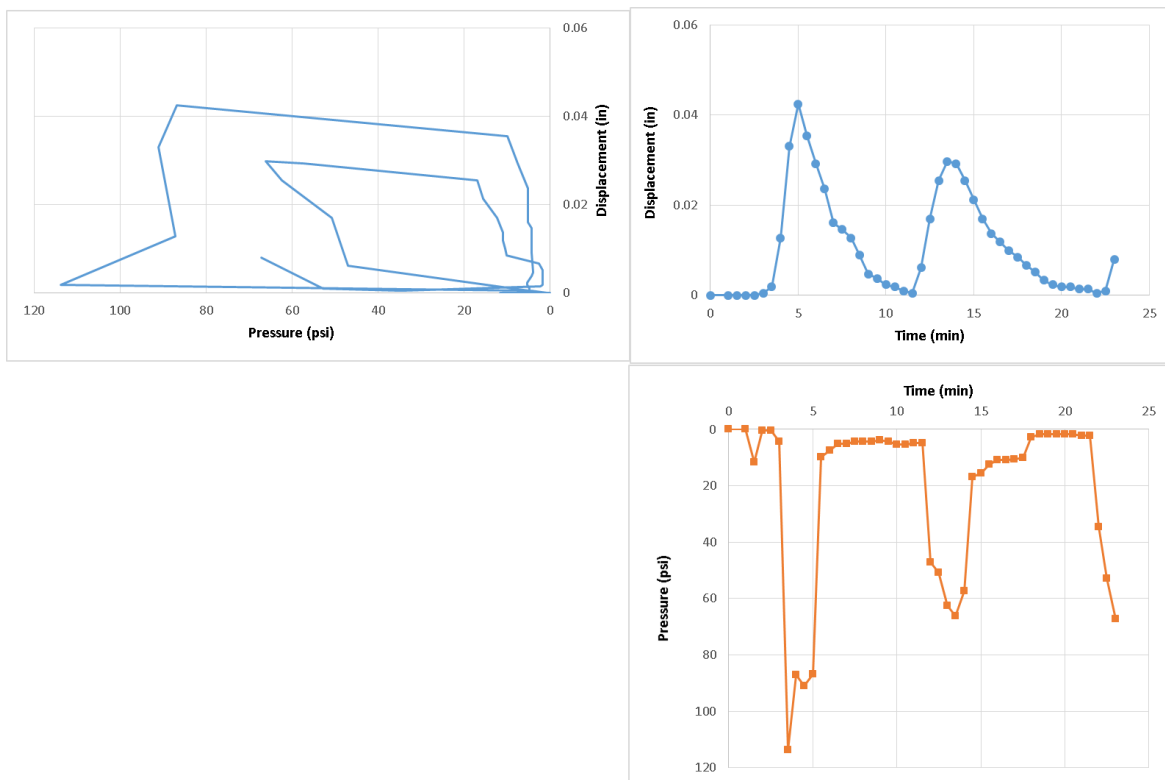 0.06
0.04
0.02
0
Displacement (in)
120 100 80 60 40 20 0
Pressure (psi)
0.06
0.04
0.02
0
Displacement (in)
0 5 10 15 20 25
Time (min)
Time (min)
0 5 10 15 20 25
0
20
40
60
80
100
120
Pressure (psi)